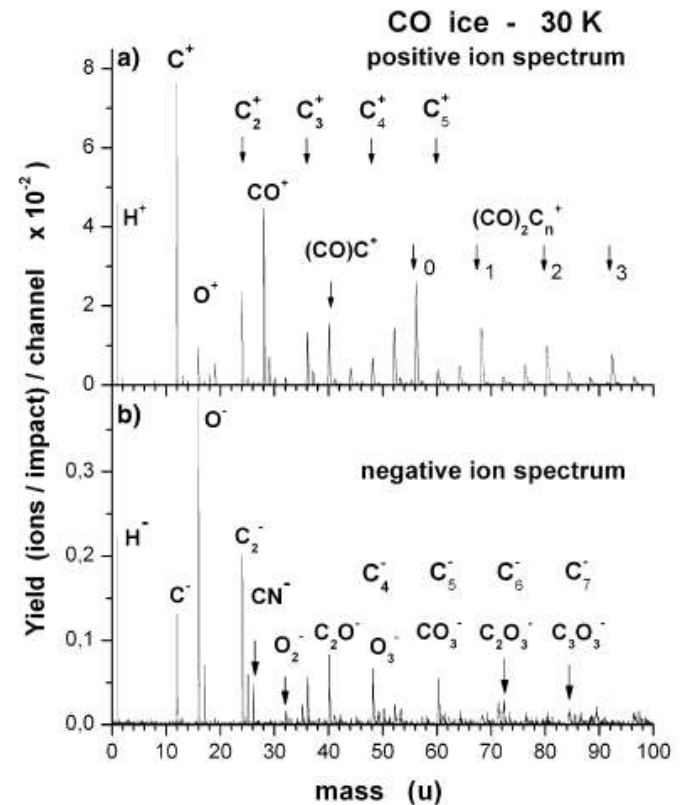 CO ice - 30 K
a) C⁺ positive ion spectrum
8
C₂⁺ C₃⁺ C₄⁺ C₅⁺
6
CO⁺
H⁺ (CO)C⁺ (CO)₂Cₙ⁺
4
0 1 2 3
O⁺
2
0
b) O⁻
negative ion spectrum
0,3
H⁻
C₂⁻
0,2
C⁻ CN⁻ C₄⁻ C₅⁻ C₆⁻ C₇⁻
O₂⁻ C₂O⁻ O₃⁻ CO₃⁻ C₂O₃⁻ C₃O₃⁻
0,1
0,0
0 10 20 30 40 50 60 70 80 90 100
mass (u)
Yield (ions / impact) / channel x 10⁻²